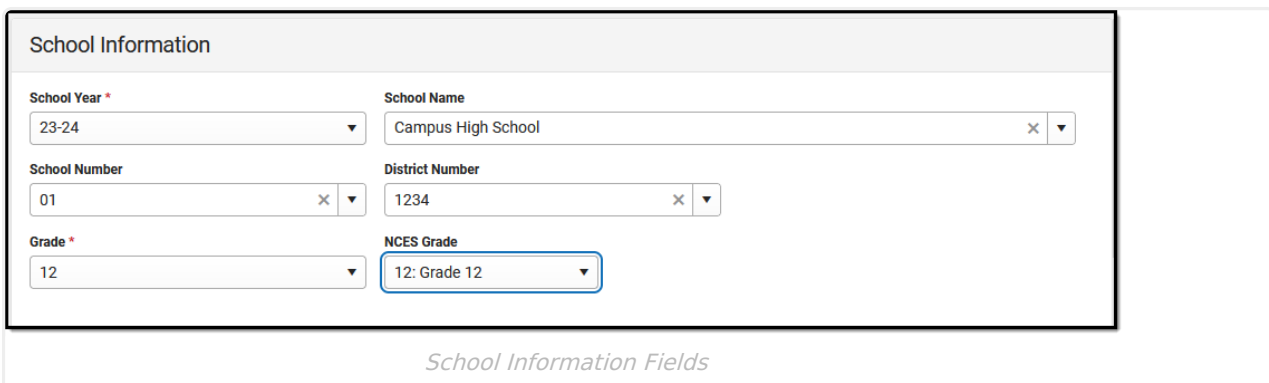 School Information
School Year * School Name
23-24 Campus High School
School Number District Number
01 1234
Grade * NCES Grade
12 12: Grade 12
School Information Fields